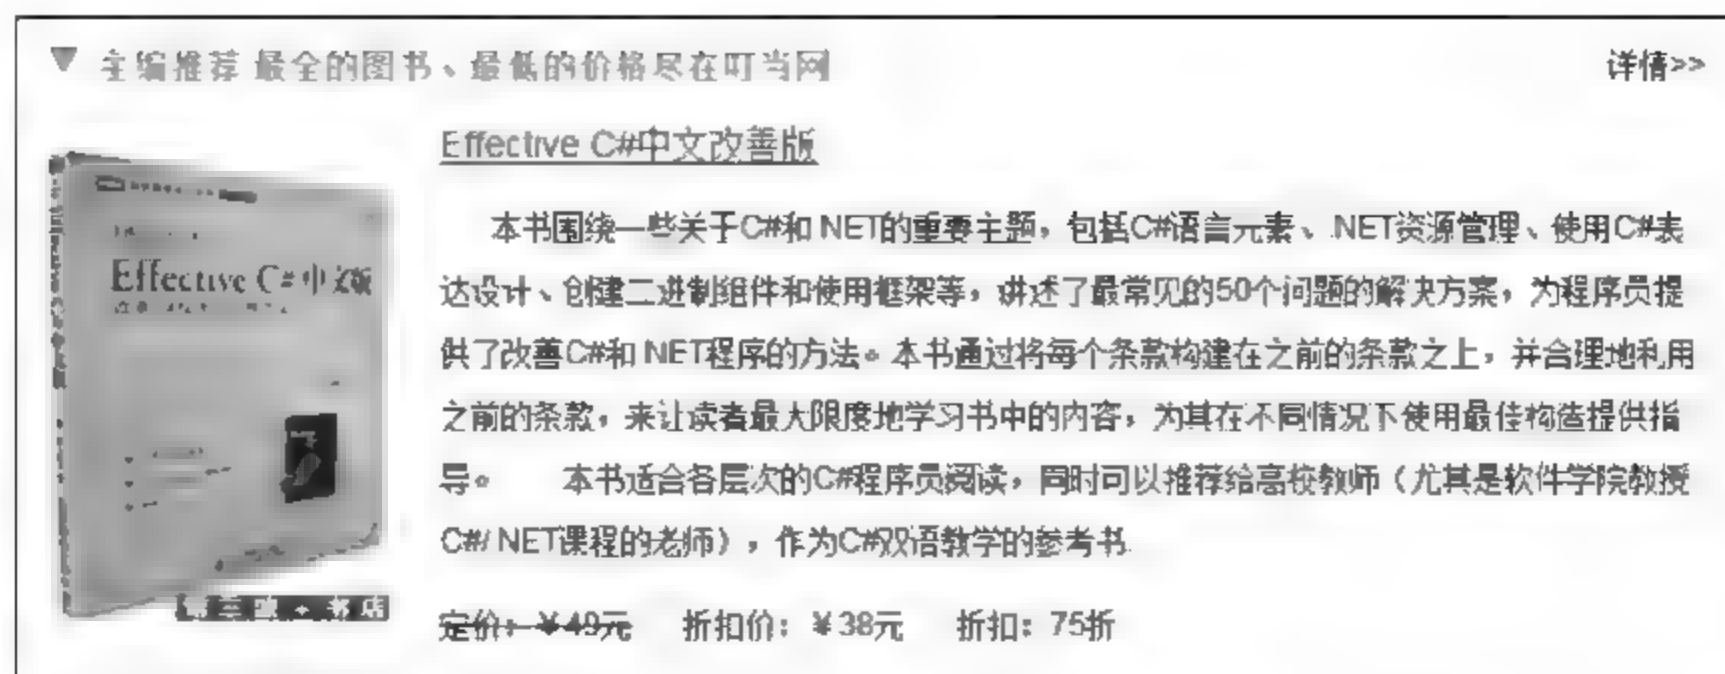 ▼ 主编推荐 最全的图书、最低的价格尽在叮当网
详情>>
Effective C#中文改善版
本书围绕一些关于C#和.NET的重要主题，包括C#语言元素、.NET资源管理、使用C#表
达设计、创建二进制组件和使用框架等，讲述了最常见的50个问题的解决方案，为程序员提
供了改善C#和.NET程序的方法。本书通过将每个条款构建在之前的条款之上，并合理地利用
之前的条款，来让读者最大限度地学习书中的内容，为其在不同情况下使用最佳构造提供指
导。　　本书适合各层次的C#程序员阅读，同时可以推荐给高校教师（尤其是软件学院教授
C#/.NET课程的老师），作为C#双语教学的参考书.
定价：￥49元　折扣价：￥38元　折扣：75折
Effective C#中文版